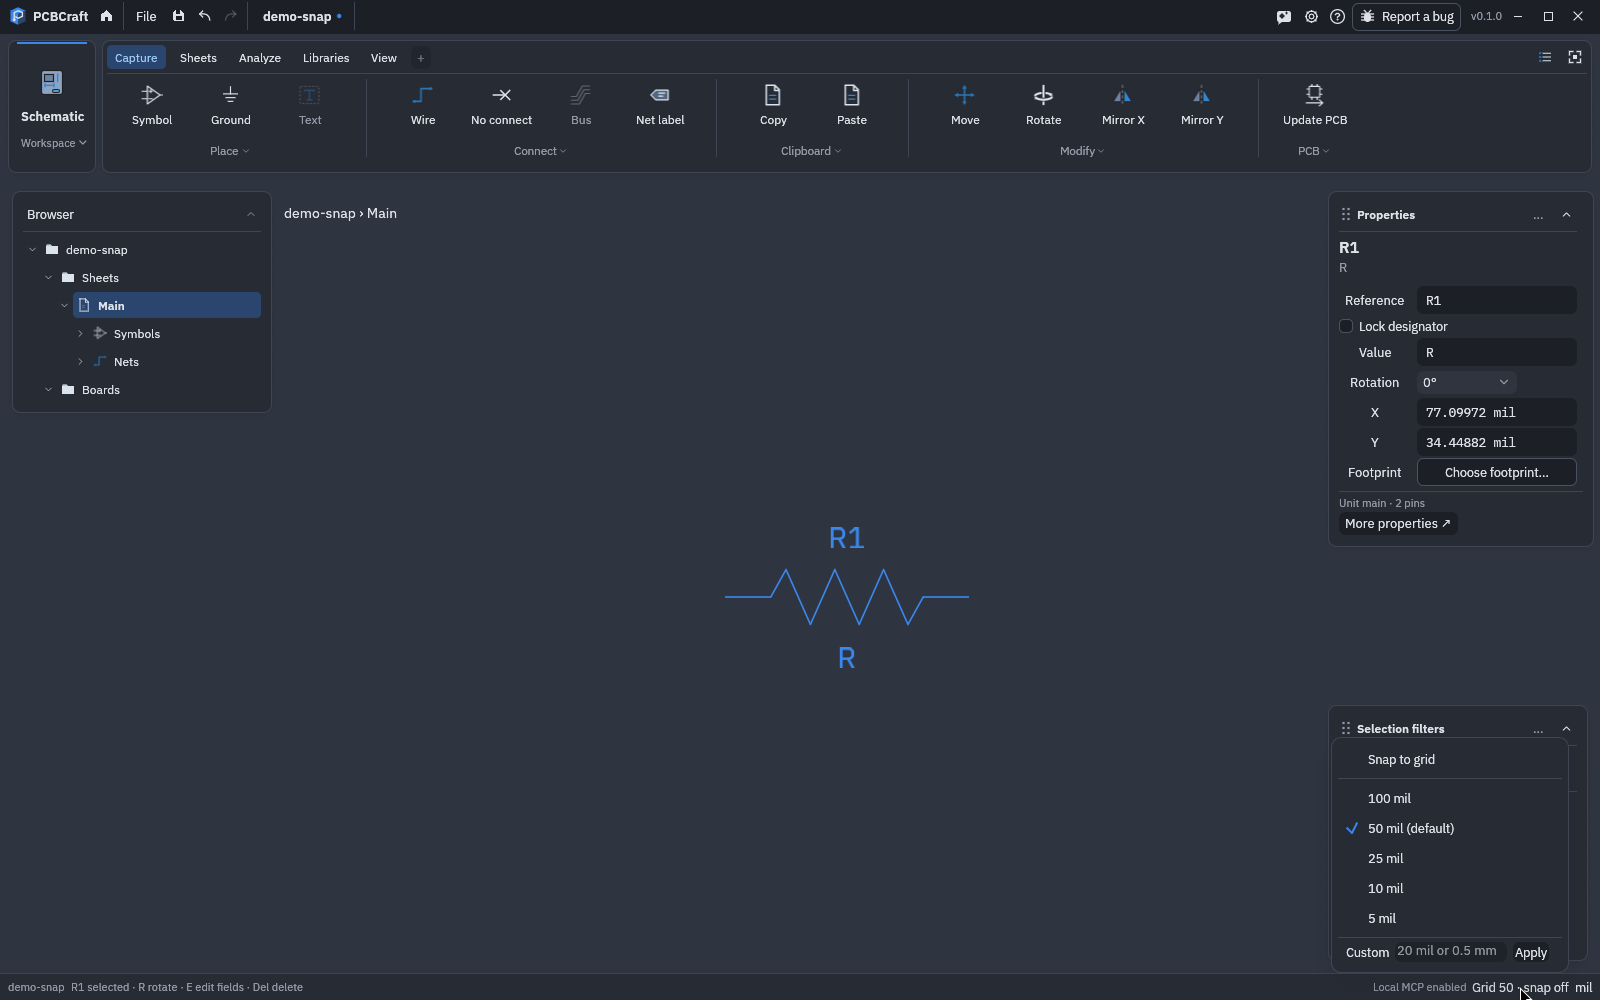 PCBCraft File demo-snap • Report a bug v0.1.0
Capture Sheets Analyze Libraries View +
Schematic
Workspace
Symbol Ground Text Wire No connect Bus Net label Copy Paste Move Rotate Mirror X Mirror Y Update PCB
Place Connect Clipboard Modify PCB
Browser
demo-snap
Sheets
Main
Symbols
Nets
Boards
demo-snap › Main
R1
R
Properties ...
R1
R
Reference R1
Lock designator
Value R
Rotation 0°
X 77.09972 mil
Y 34.44882 mil
Footprint Choose footprint...
Unit main · 2 pins
More properties ↗
Selection filters ...
Snap to grid
100 mil
50 mil (default)
25 mil
10 mil
5 mil
Custom 20 mil or 0.5 mm Apply
demo-snap R1 selected · R rotate · E edit fields · Del delete
Local MCP enabled Grid 50 · snap off mil